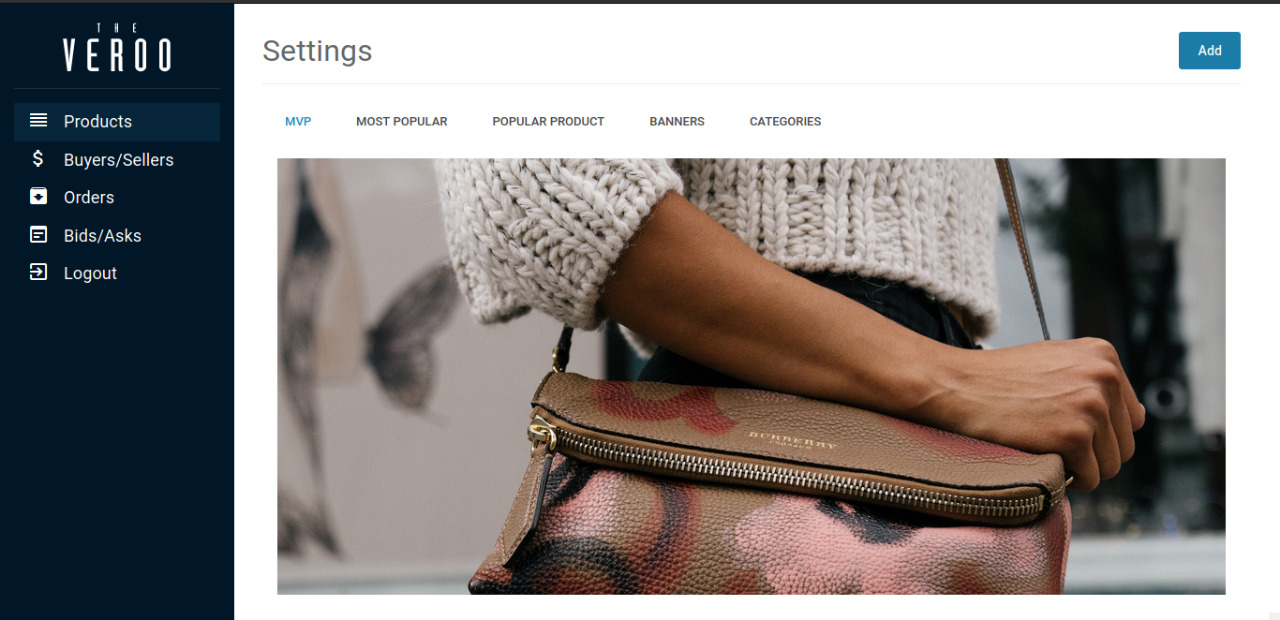 THE
VEROO
Products
Buyers/Sellers
Orders
Bids/Asks
Logout
Settings
Add
MVP
MOST POPULAR
POPULAR PRODUCT
BANNERS
CATEGORIES
BURBERRY